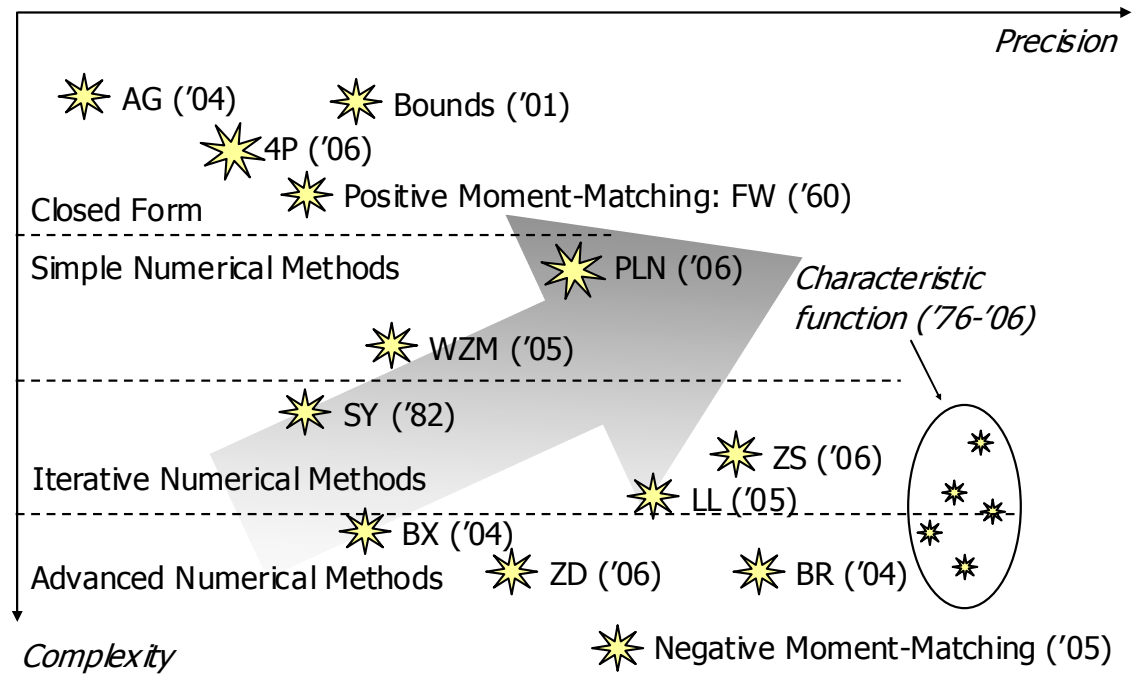 Precision
AG ('04)
Bounds ('01)
4P ('06)
Positive Moment-Matching: FW ('60)
Closed Form
Simple Numerical Methods
PLN ('06)
Characteristic
function ('76-'06)
WZM ('05)
SY ('82)
ZS ('06)
Iterative Numerical Methods
LL ('05)
BX ('04)
Advanced Numerical Methods
ZD ('06)
BR ('04)
Negative Moment-Matching ('05)
Complexity